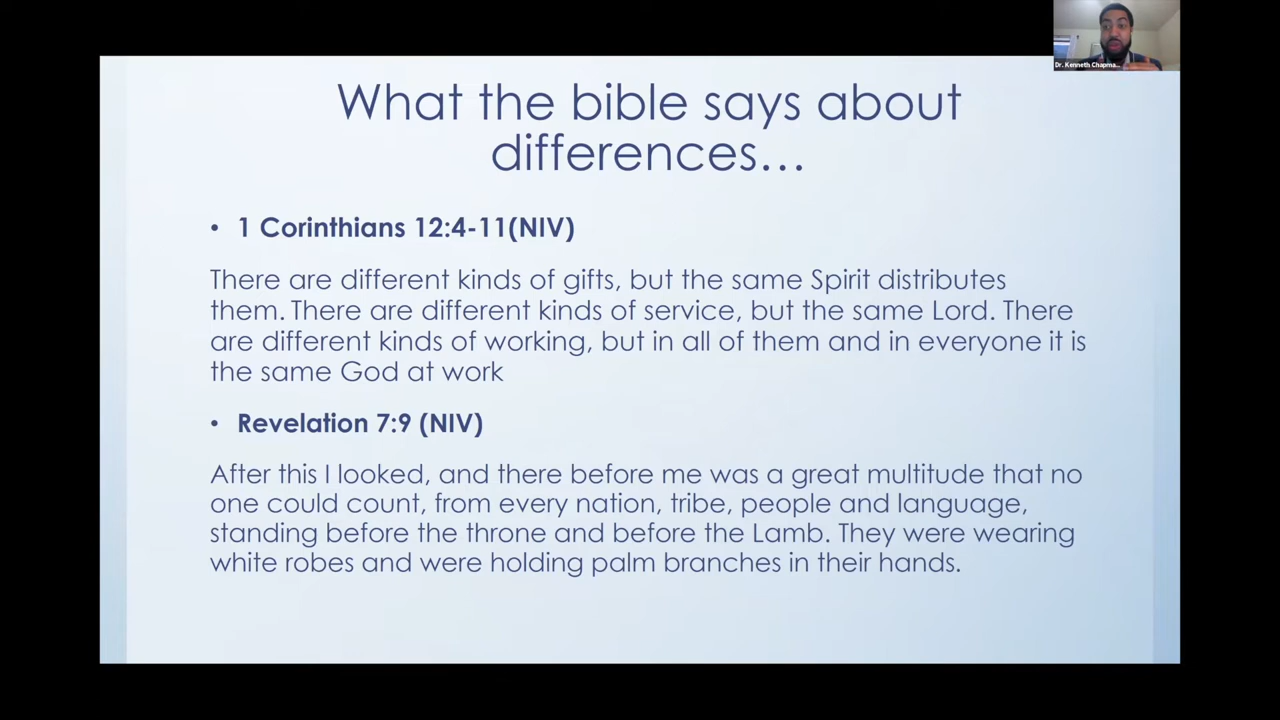 Dr. Kenneth Chapma...
What the bible says about
differences...
• 1 Corinthians 12:4-11(NIV)
There are different kinds of gifts, but the same Spirit distributes
them. There are different kinds of service, but the same Lord. There
are different kinds of working, but in all of them and in everyone it is
the same God at work
• Revelation 7:9 (NIV)
After this I looked, and there before me was a great multitude that no
one could count, from every nation, tribe, people and language,
standing before the throne and before the Lamb. They were wearing
white robes and were holding palm branches in their hands.